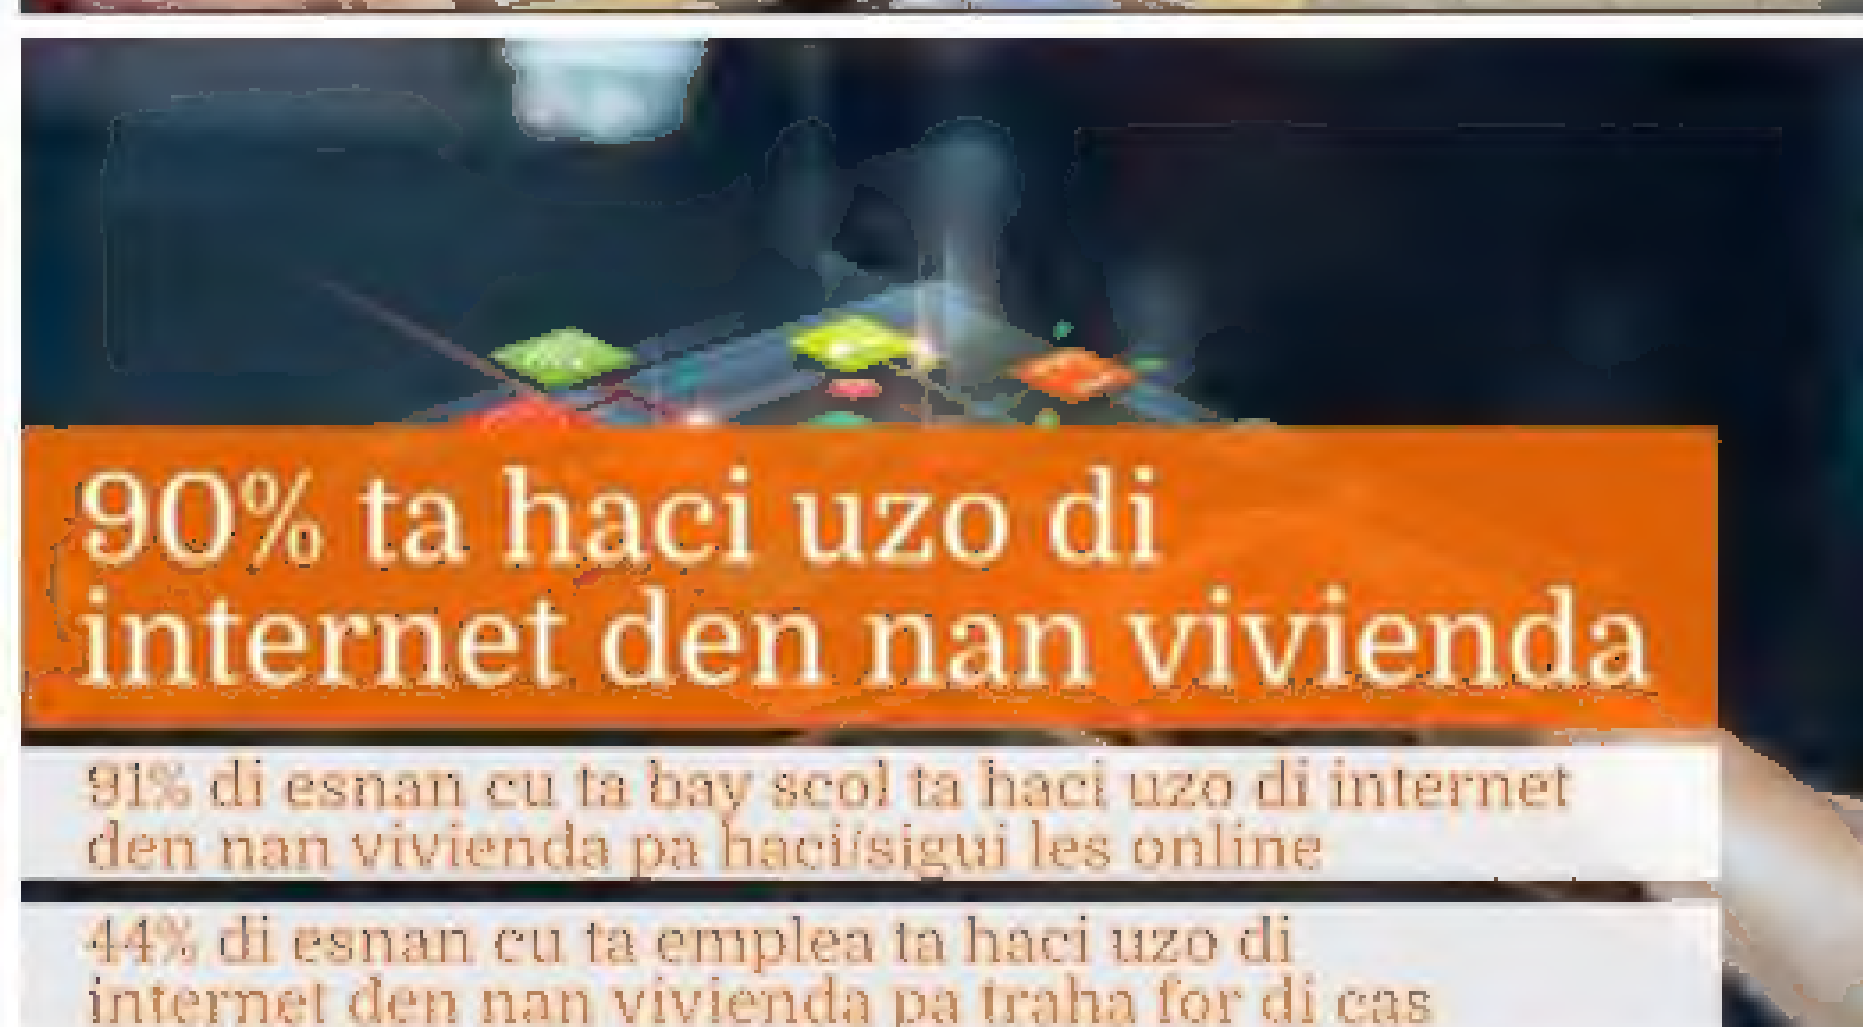 90% ta haci uzo di
internet den nan vivienda
91% di esnan cu ta bay scol ta haci uzo di internet
den nan vivienda pa haci/sigui les online
44% di esnan cu ta emplea ta haci uzo di
internet den nan vivienda pa traha for di cas